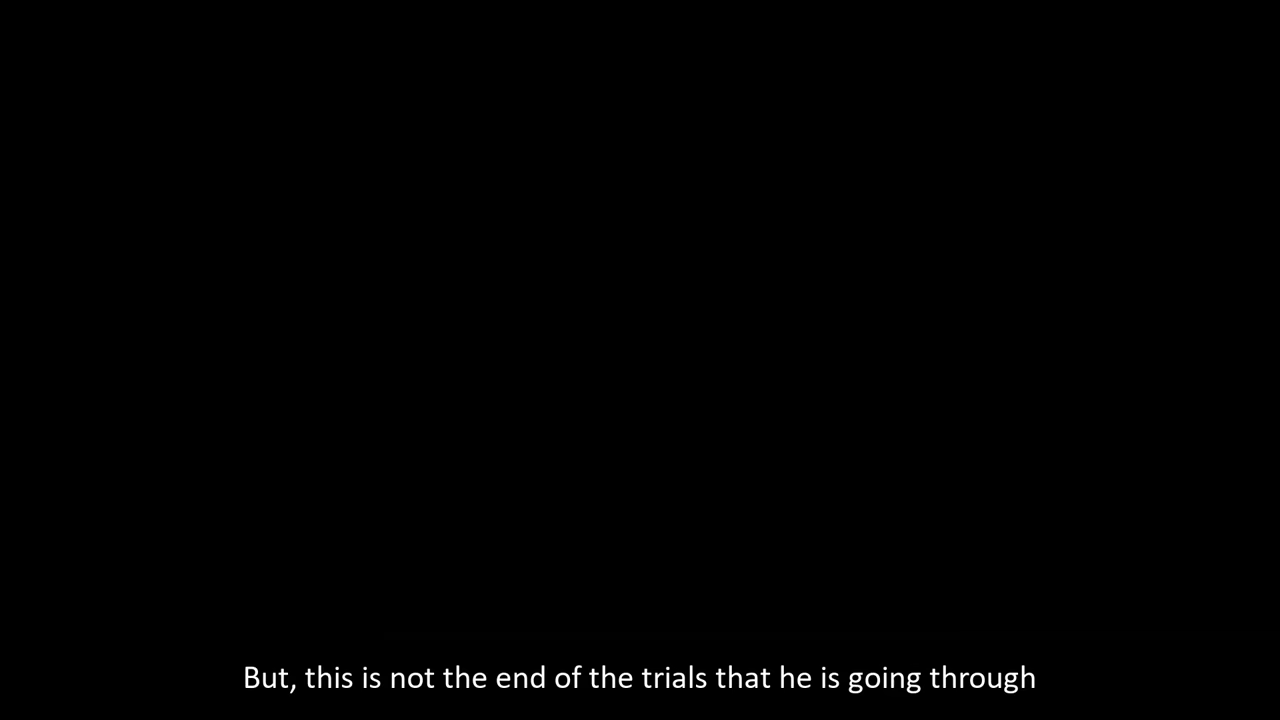 But, this is not the end of the trials that he is going through